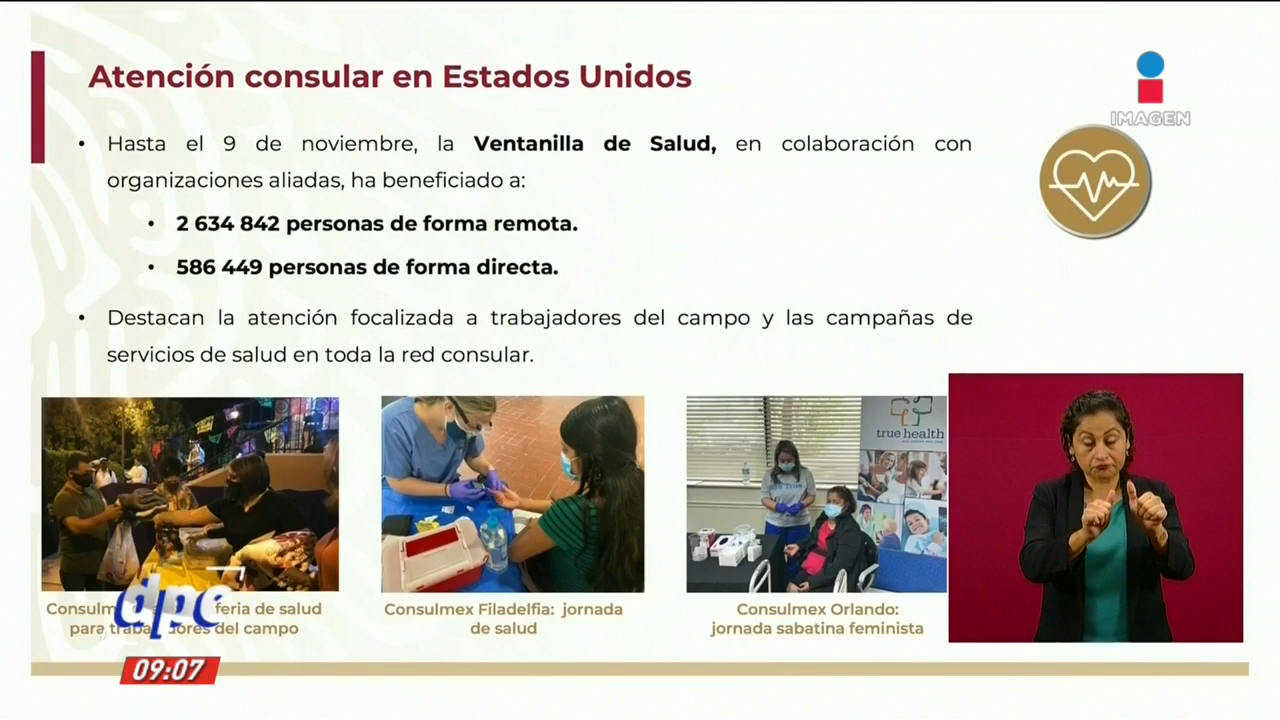 Atención consular en Estados Unidos
IMAGEN
• Hasta el 9 de noviembre, la Ventanilla de Salud, en colaboración con
organizaciones aliadas, ha beneficiado a:
• 2 634 842 personas de forma remota.
• 586 449 personas de forma directa.
• Destacan la atención focalizada a trabajadores del campo y las campañas de
servicios de salud en toda la red consular.
true health
Consulm feria de salud
para trabajadores del campo
Consulmex Filadelfia: jornada
de salud
Consulmex Orlando:
jornada sabatina feminista
dpc
09:07